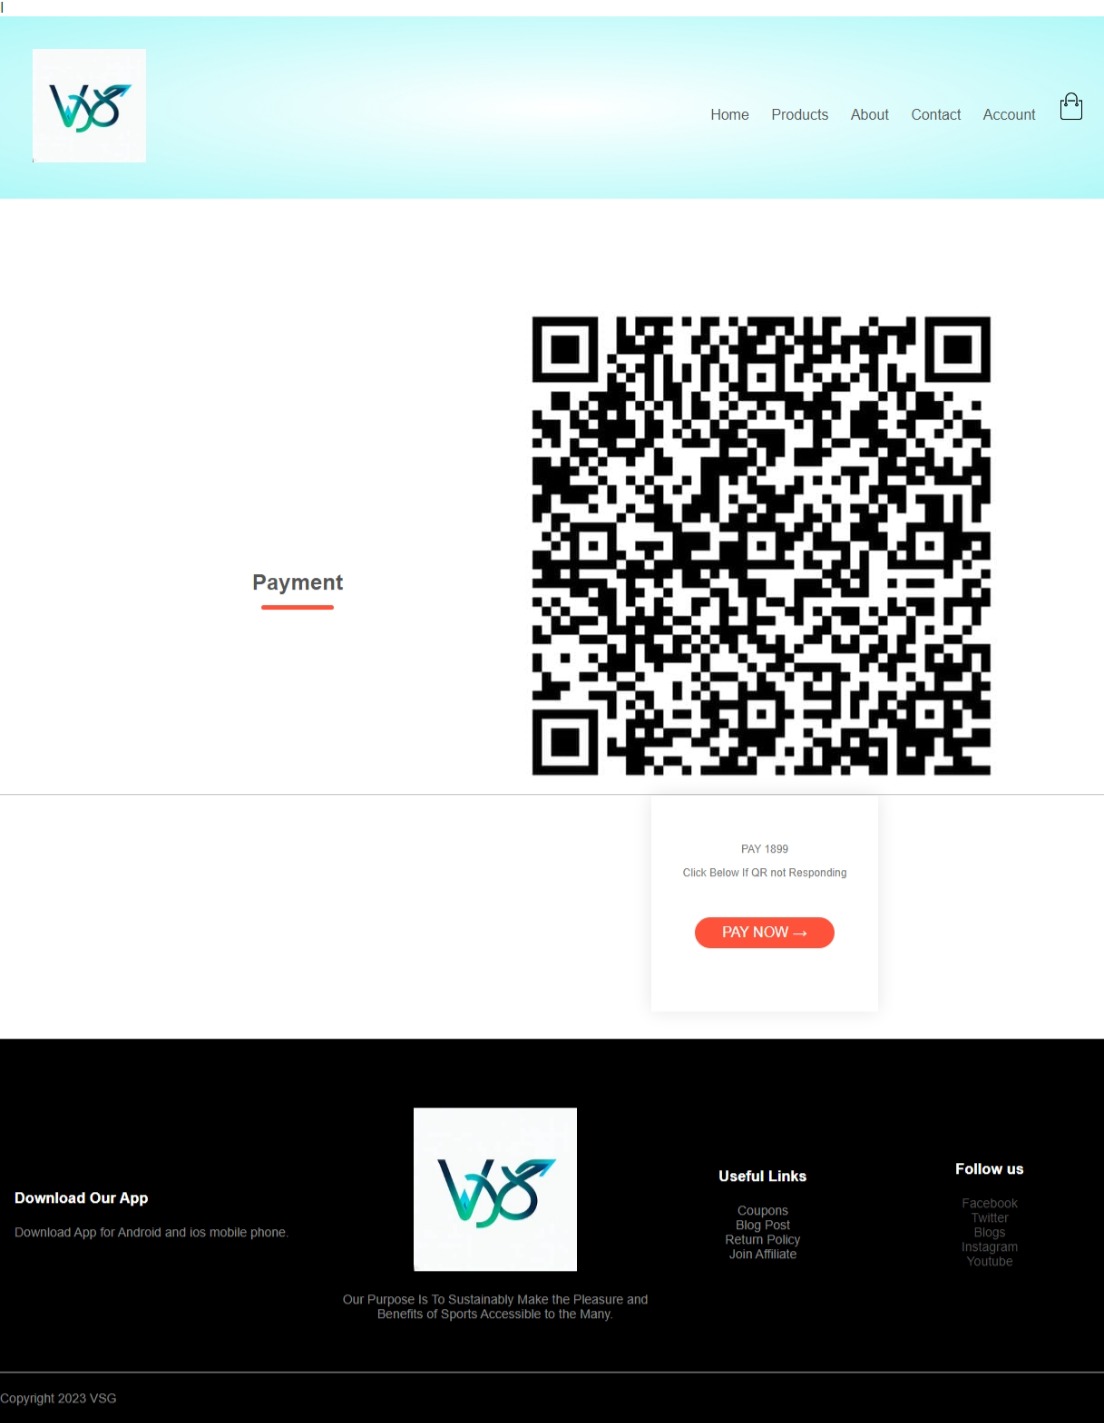 |
VSG
Home Products About Contact Account
Payment
PAY 1899
Click Below If QR not Responding
PAY NOW →
Download Our App
Download App for Android and ios mobile phone.
VSG
Our Purpose Is To Sustainably Make the Pleasure and
Benefits of Sports Accessible to the Many.
Useful Links
Coupons
Blog Post
Return Policy
Join Affiliate
Follow us
Facebook
Twitter
Blogs
Instagram
Youtube
Copyright 2023 VSG